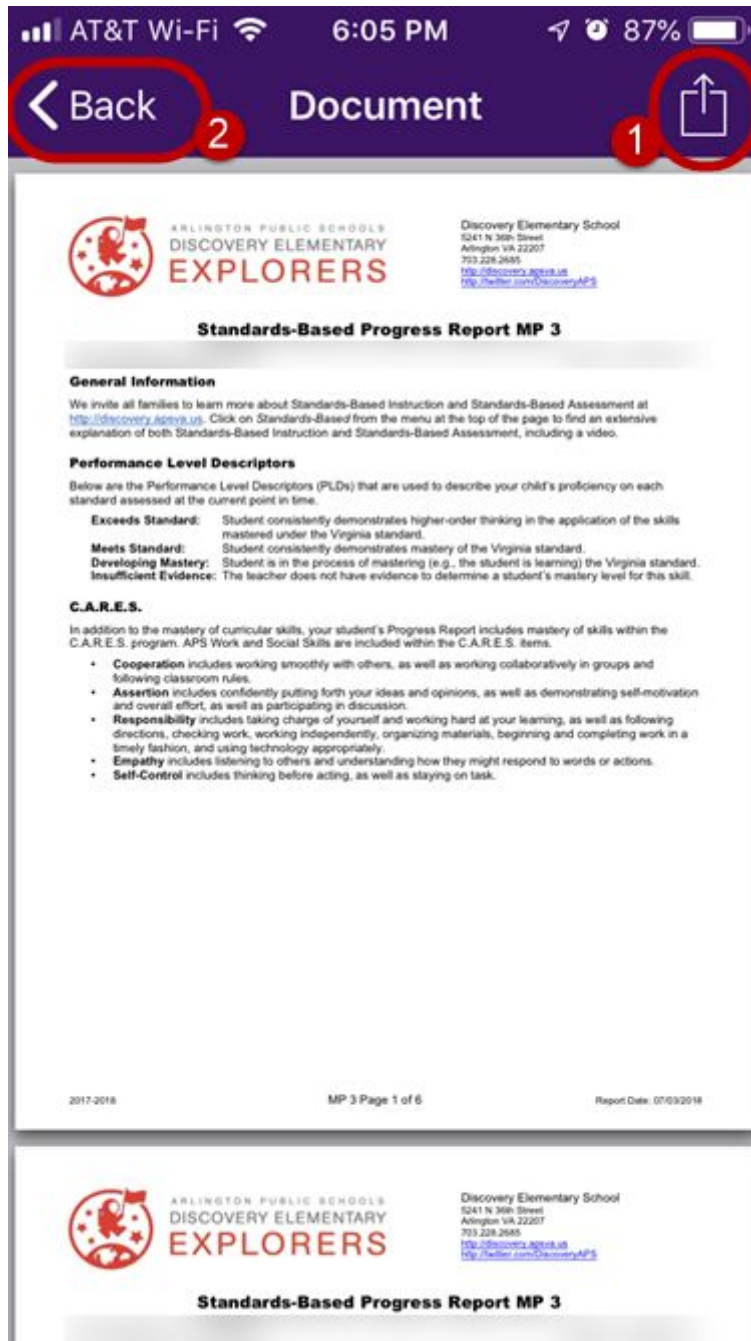 AT&T Wi-Fi 6:05 PM 87%
Back 2 Document 1
ARLINGTON PUBLIC SCHOOLS
DISCOVERY ELEMENTARY
EXPLORERS
Discovery Elementary School
5241 N 36th Street
Arlington VA 22207
703.228.2685
http://discovery.apsva.us
http://twitter.com/DiscoveryAPS
Standards-Based Progress Report MP 3
General Information
We invite all families to learn more about Standards-Based Instruction and Standards-Based Assessment at
http://discovery.apsva.us. Click on Standards-Based from the menu at the top of the page to find an extensive
explanation of both Standards-Based Instruction and Standards-Based Assessment, including a video.
Performance Level Descriptors
Below are the Performance Level Descriptors (PLDs) that are used to describe your child's proficiency on each
standard assessed at the current point in time.
Exceeds Standard: Student consistently demonstrates higher-order thinking in the application of the skills
mastered under the Virginia standard.
Meets Standard: Student consistently demonstrates mastery of the Virginia standard.
Developing Mastery: Student is in the process of mastering (e.g., the student is learning) the Virginia standard.
Insufficient Evidence: The teacher does not have evidence to determine a student's mastery level for this skill.
C.A.R.E.S.
In addition to the mastery of curricular skills, your student's Progress Report includes mastery of skills within the
C.A.R.E.S. program. APS Work and Social Skills are included within the C.A.R.E.S. items.
• Cooperation includes working smoothly with others, as well as working collaboratively in groups and
following classroom rules.
• Assertion includes confidently putting forth your ideas and opinions, as well as demonstrating self-motivation
and overall effort, as well as participating in discussion.
• Responsibility includes taking charge of yourself and working hard at your learning, as well as following
directions, checking work, working independently, organizing materials, beginning and completing work in a
timely fashion, and using technology appropriately.
• Empathy includes listening to others and understanding how they might respond to words or actions.
• Self-Control includes thinking before acting, as well as staying on task.
2017-2018 MP 3 Page 1 of 6 Report Date: 07/03/2018
ARLINGTON PUBLIC SCHOOLS
DISCOVERY ELEMENTARY
EXPLORERS
Discovery Elementary School
5241 N 36th Street
Arlington VA 22207
703.228.2685
http://discovery.apsva.us
http://twitter.com/DiscoveryAPS
Standards-Based Progress Report MP 3